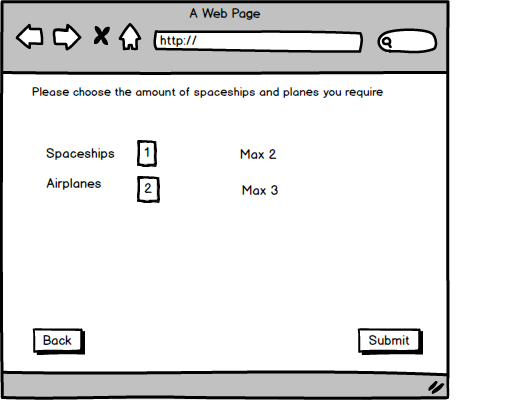 A Web Page
http://
Please choose the amount of spaceships and planes you require
Spaceships 1 Max 2
Airplanes 2 Max 3
Back Submit